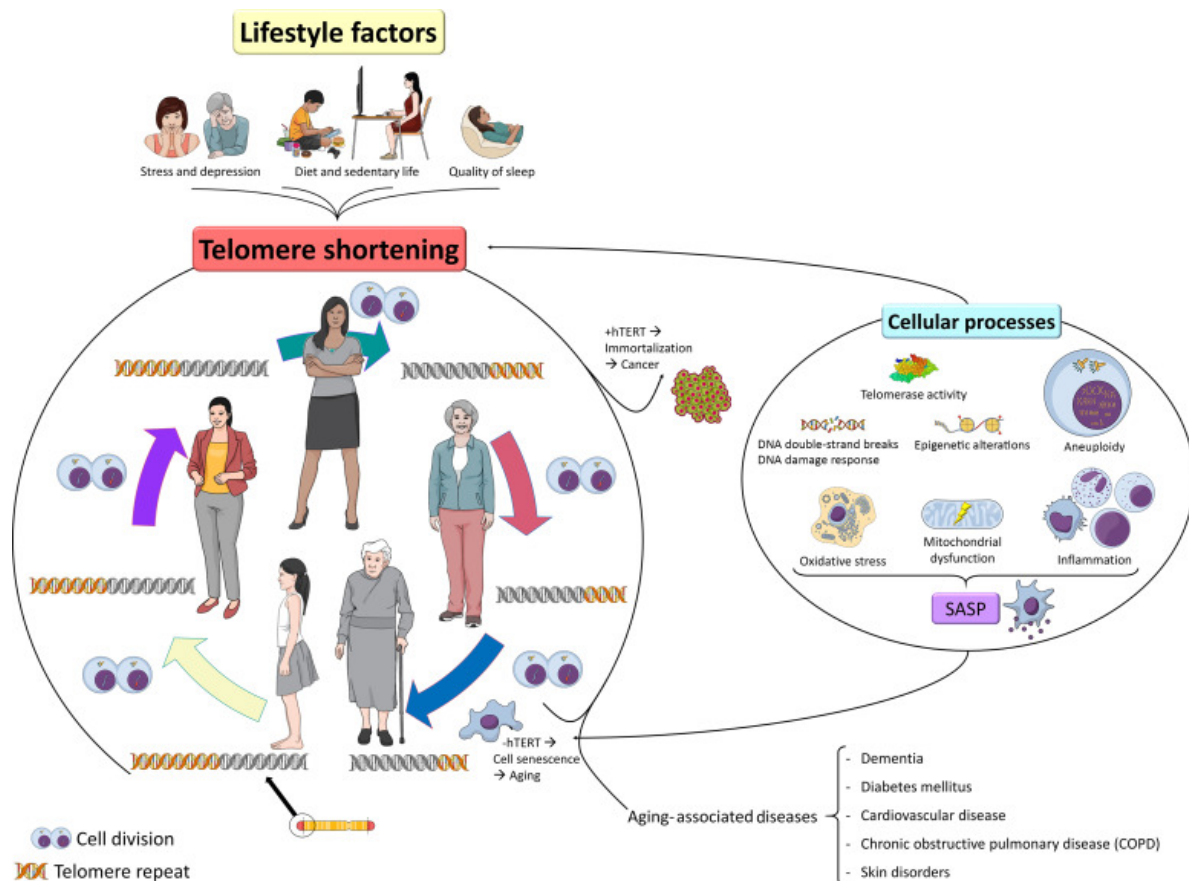 Lifestyle factors
Stress and depression
Diet and sedentary life
Quality of sleep
Telomere shortening
+hTERT →
Immortalization
→ Cancer
Cellular processes
Telomerase activity
DNA double-strand breaks
DNA damage response
Epigenetic alterations
Aneuploidy
Oxidative stress
Mitochondrial
dysfunction
Inflammation
SASP
-hTERT →
Cell senescence
→ Aging
Aging-associated diseases
- Dementia
- Diabetes mellitus
- Cardiovascular disease
- Chronic obstructive pulmonary disease (COPD)
- Skin disorders
Cell division
Telomere repeat